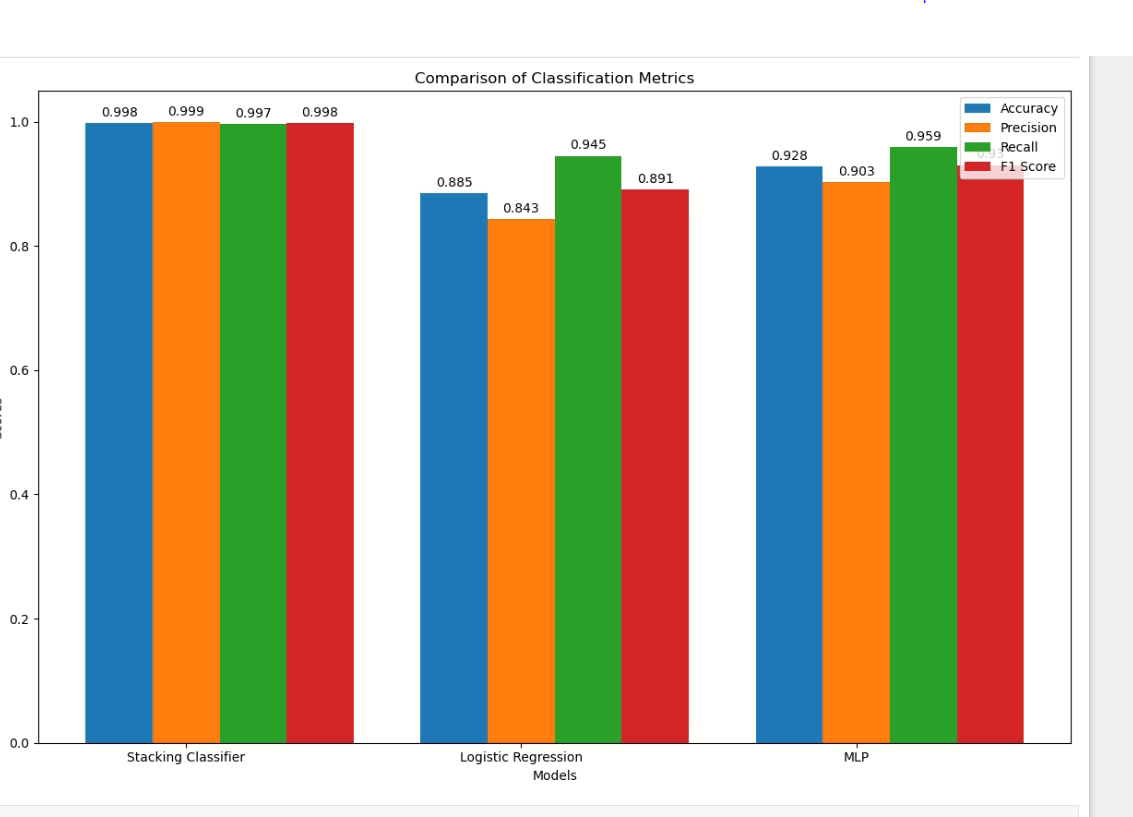 Comparison of Classification Metrics
0.998 0.999 0.997 0.998
0.885 0.843 0.945 0.891
0.928 0.903 0.959 0.93
Accuracy
Precision
Recall
F1 Score
1.0
0.8
0.6
0.4
0.2
0.0
Stacking Classifier Logistic Regression MLP
Models